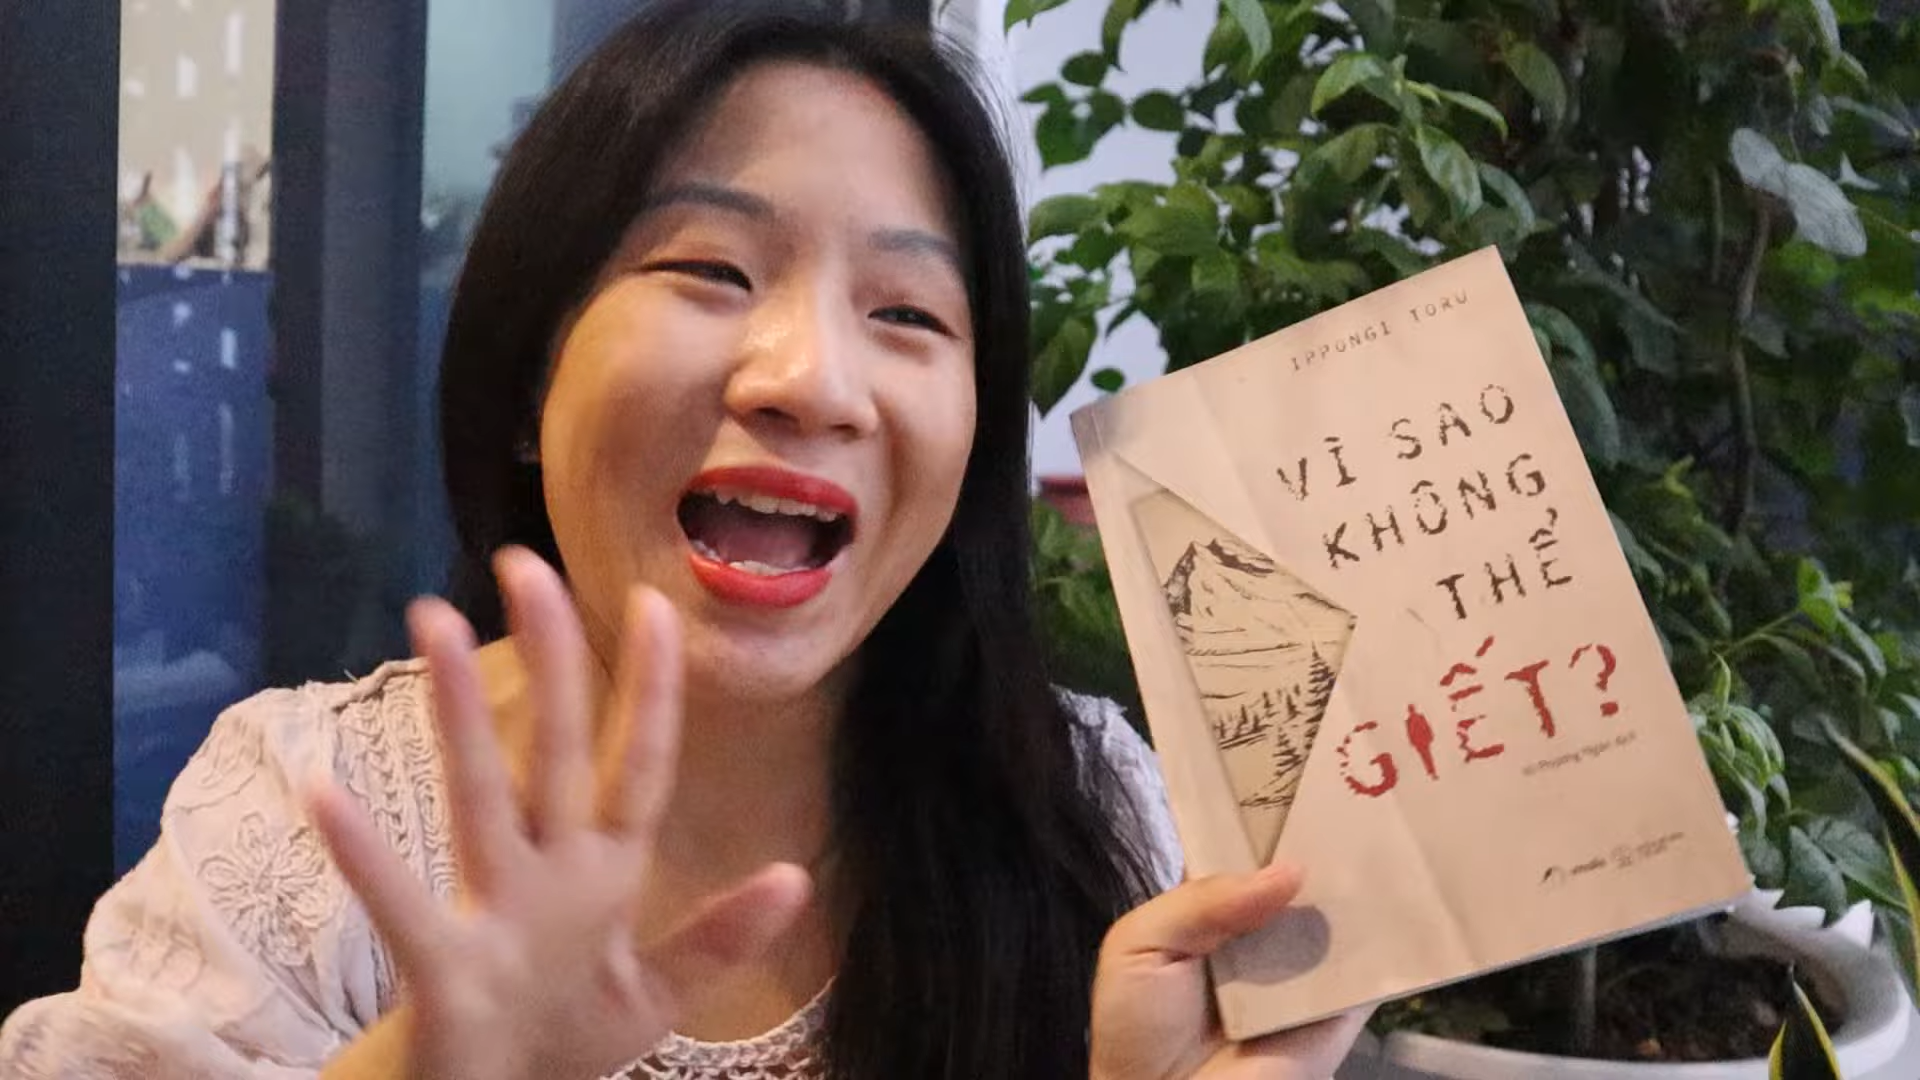 IPPONGI TORU
VÌ SAO
KHÔNG
THỂ
GIẾT?